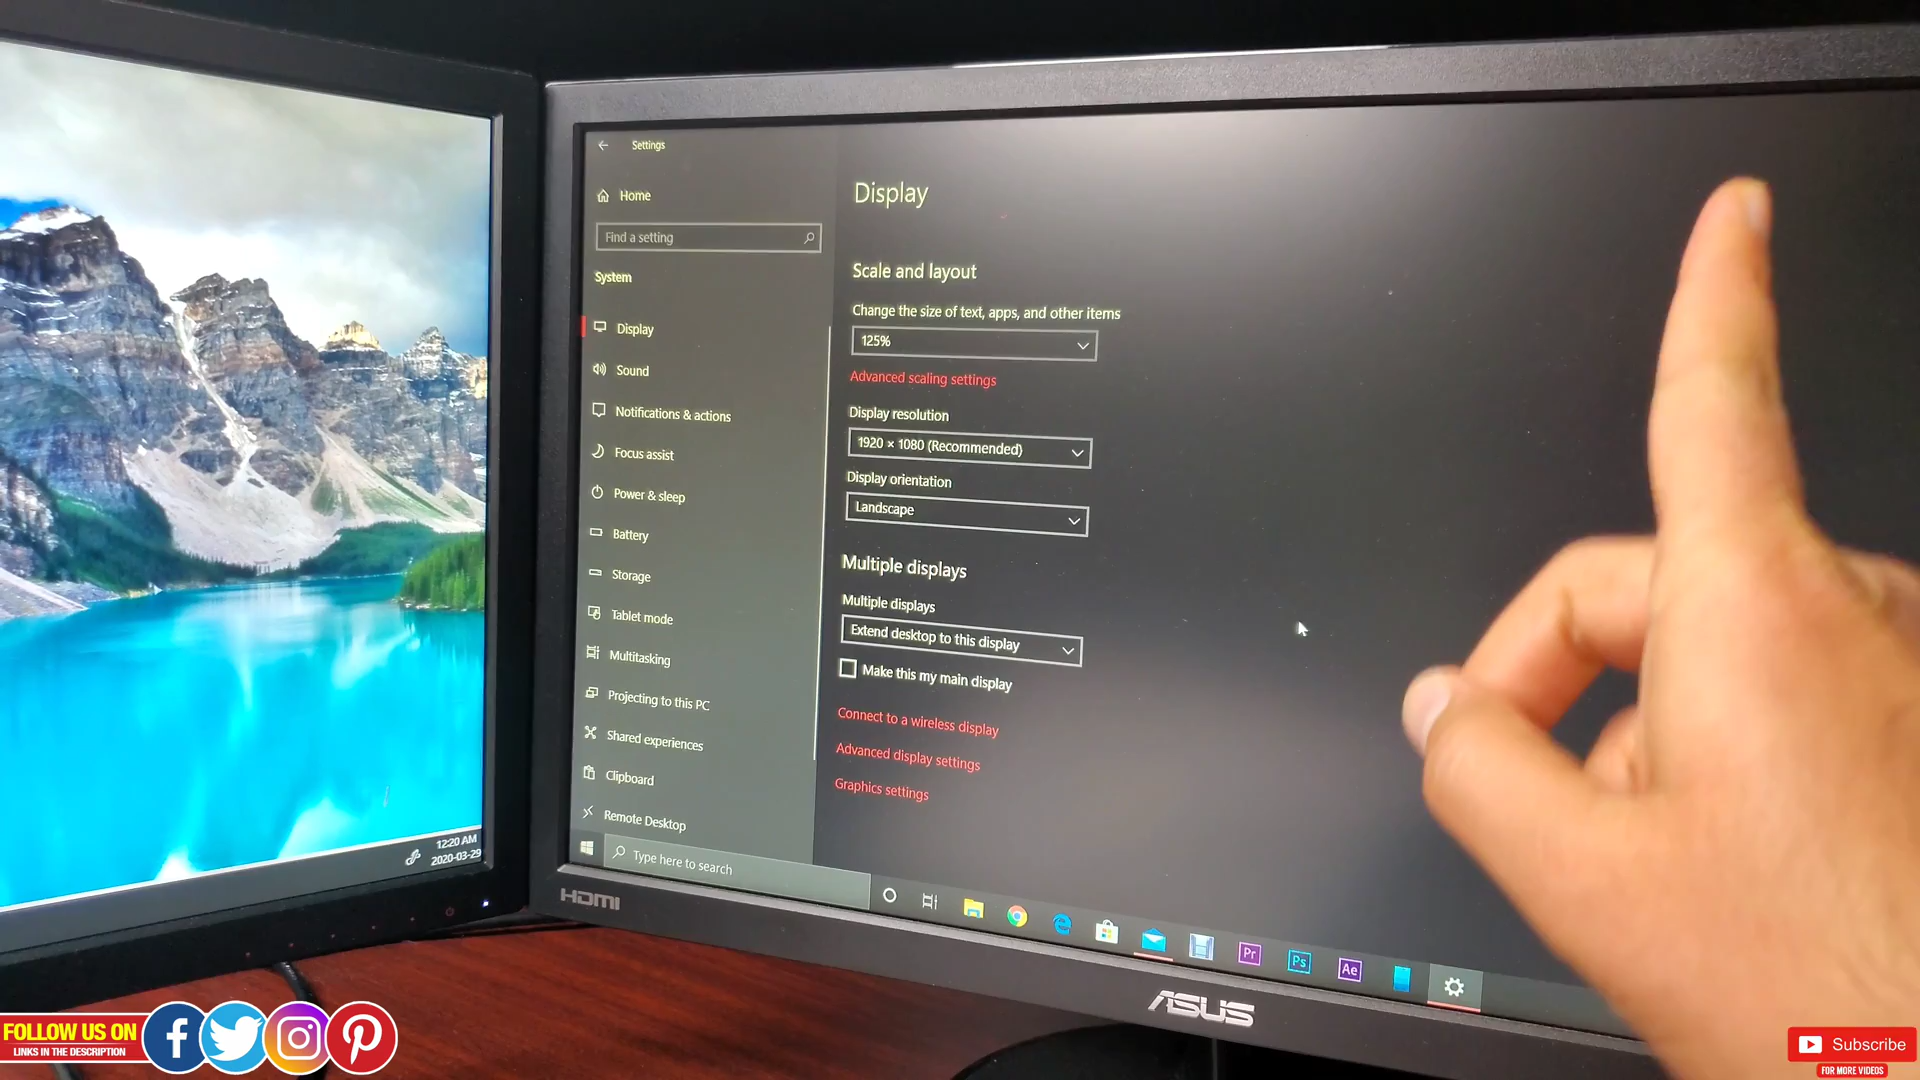 Settings
Home
Find a setting
System
Display
Sound
Notifications & actions
Focus assist
Power & sleep
Battery
Storage
Tablet mode
Multitasking
Projecting to this PC
Shared experiences
Clipboard
Remote Desktop
Display
Scale and layout
Change the size of text, apps, and other items
125%
Advanced scaling settings
Display resolution
1920 × 1080 (Recommended)
Display orientation
Landscape
Multiple displays
Multiple displays
Extend desktop to this display
Make this my main display
Connect to a wireless display
Advanced display settings
Graphics settings
12:20 AM
2020-03-29
Type here to search
Pr
Ps
Ae
HDMI
ASUS
FOLLOW US ON
LINKS IN THE DESCRIPTION
Subscribe
FOR MORE VIDEOS